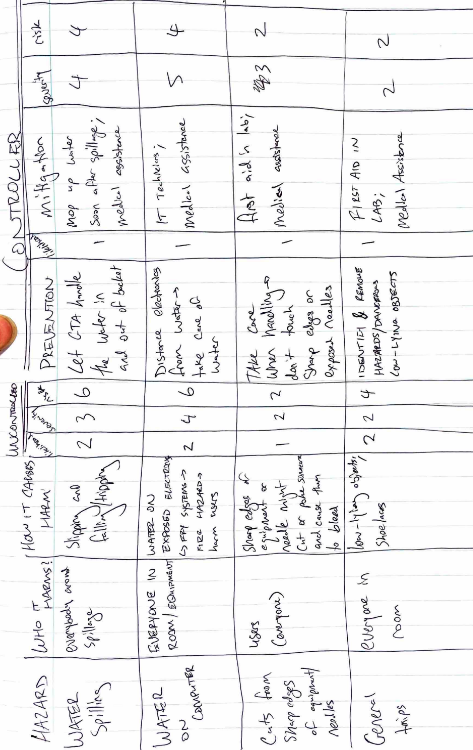 UNCONTROLLED CONTROLLED
HAZARD WHO IT HARMS? HOW IT CAUSES HARM severity risk PREVENTION Mitigation severity risk
WATER Spilling
everybody around spillage
Slipping and falling/tripping
2 3 6
Let GTA handle
the water in
and out of bucket
1
Mop up water
soon after spillage;
medical assistance
4 4
WATER ON COMPUTER
EVERYONE IN ROOM/EQUIPMENT
WATER ON
EXPOSED ELECTRONIC
SYSTEMS →
FIRE HAZARD →
harm users
2 4 6
Distance electronics
from water →
take care of
water
1
IT Technicians;
Medical assistance
5 4
Cuts from
sharp edges
of equipment/
needles
users
(everyone)
sharp edges of
equipment or
needle might
cut or poke someone
and cause them
to bleed
1 2 2
TAKE Care
when handling →
don't touch
sharp edges or
exposed needles
1
first aid in lab;
Medical assistance
3 2
General
trips
everyone in
room
low-lying objects;
Shoelaces
2 2 4
IDENTIFY & REMOVE
HAZARDS/DANGEROUS
LOW-LYING OBJECTS
1
FIRST AID IN
LAB;
Medical Assistance
2 2